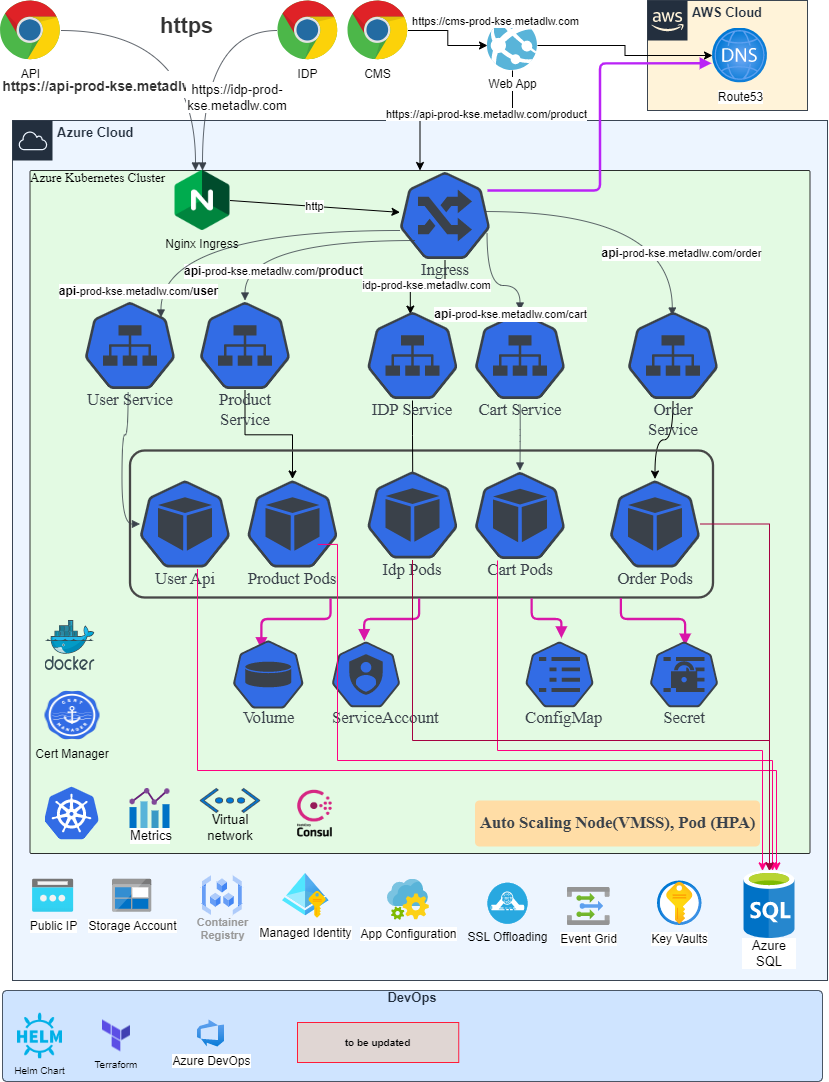 https
https://cms-prod-kse.metadlw.com
aws
AWS Cloud
API
IDP
CMS
Web App
DNS
Route53
https://api-prod-kse.metadlw
https://idp-prod-
kse.metadlw.com
https://api-prod-kse.metadlw.com/product
Azure Cloud
Azure Kubernetes Cluster
N
http
Nginx Ingress
Ingress
api-prod-kse.metadlw.com/order
api-prod-kse.metadlw.com/product
idp-prod-kse.metadlw.com
api-prod-kse.metadlw.com/user
api-prod-kse.metadlw.com/cart
User Service
Product
Service
IDP Service
Cart Service
Order
Service
User Api
Product Pods
Idp Pods
Cart Pods
Order Pods
docker
Volume
ServiceAccount
ConfigMap
Secret
CERT
MANAGER
Cert Manager
Metrics
Virtual
network
HashiCorp
Consul
Auto Scaling Node(VMSS), Pod (HPA)
Public IP
Storage Account
Container
Registry
Managed Identity
App Configuration
SSL Offloading
Event Grid
Key Vaults
SQL
Azure
SQL
DevOps
HELM
Helm Chart
Terraform
Azure DevOps
to be updated